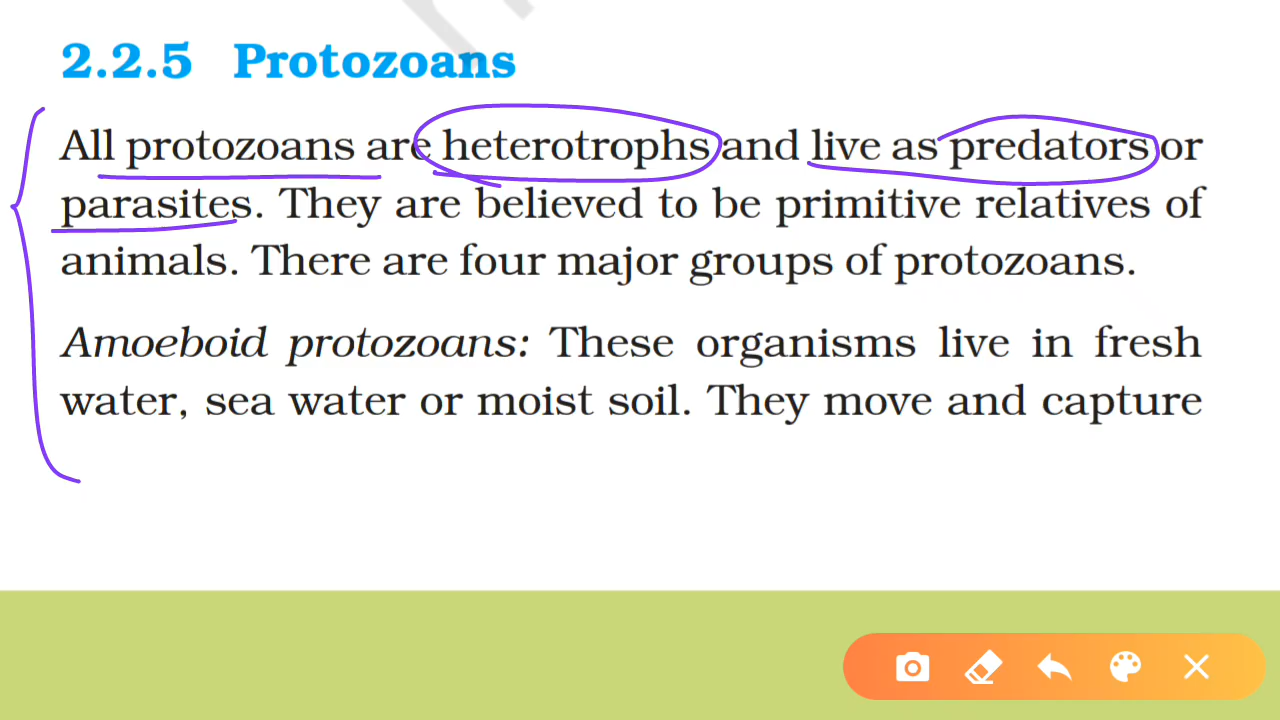 2.2.5 Protozoans
All protozoans are heterotrophs and live as predators or
parasites. They are believed to be primitive relatives of
animals. There are four major groups of protozoans.
Amoeboid protozoans: These organisms live in fresh
water, sea water or moist soil. They move and capture